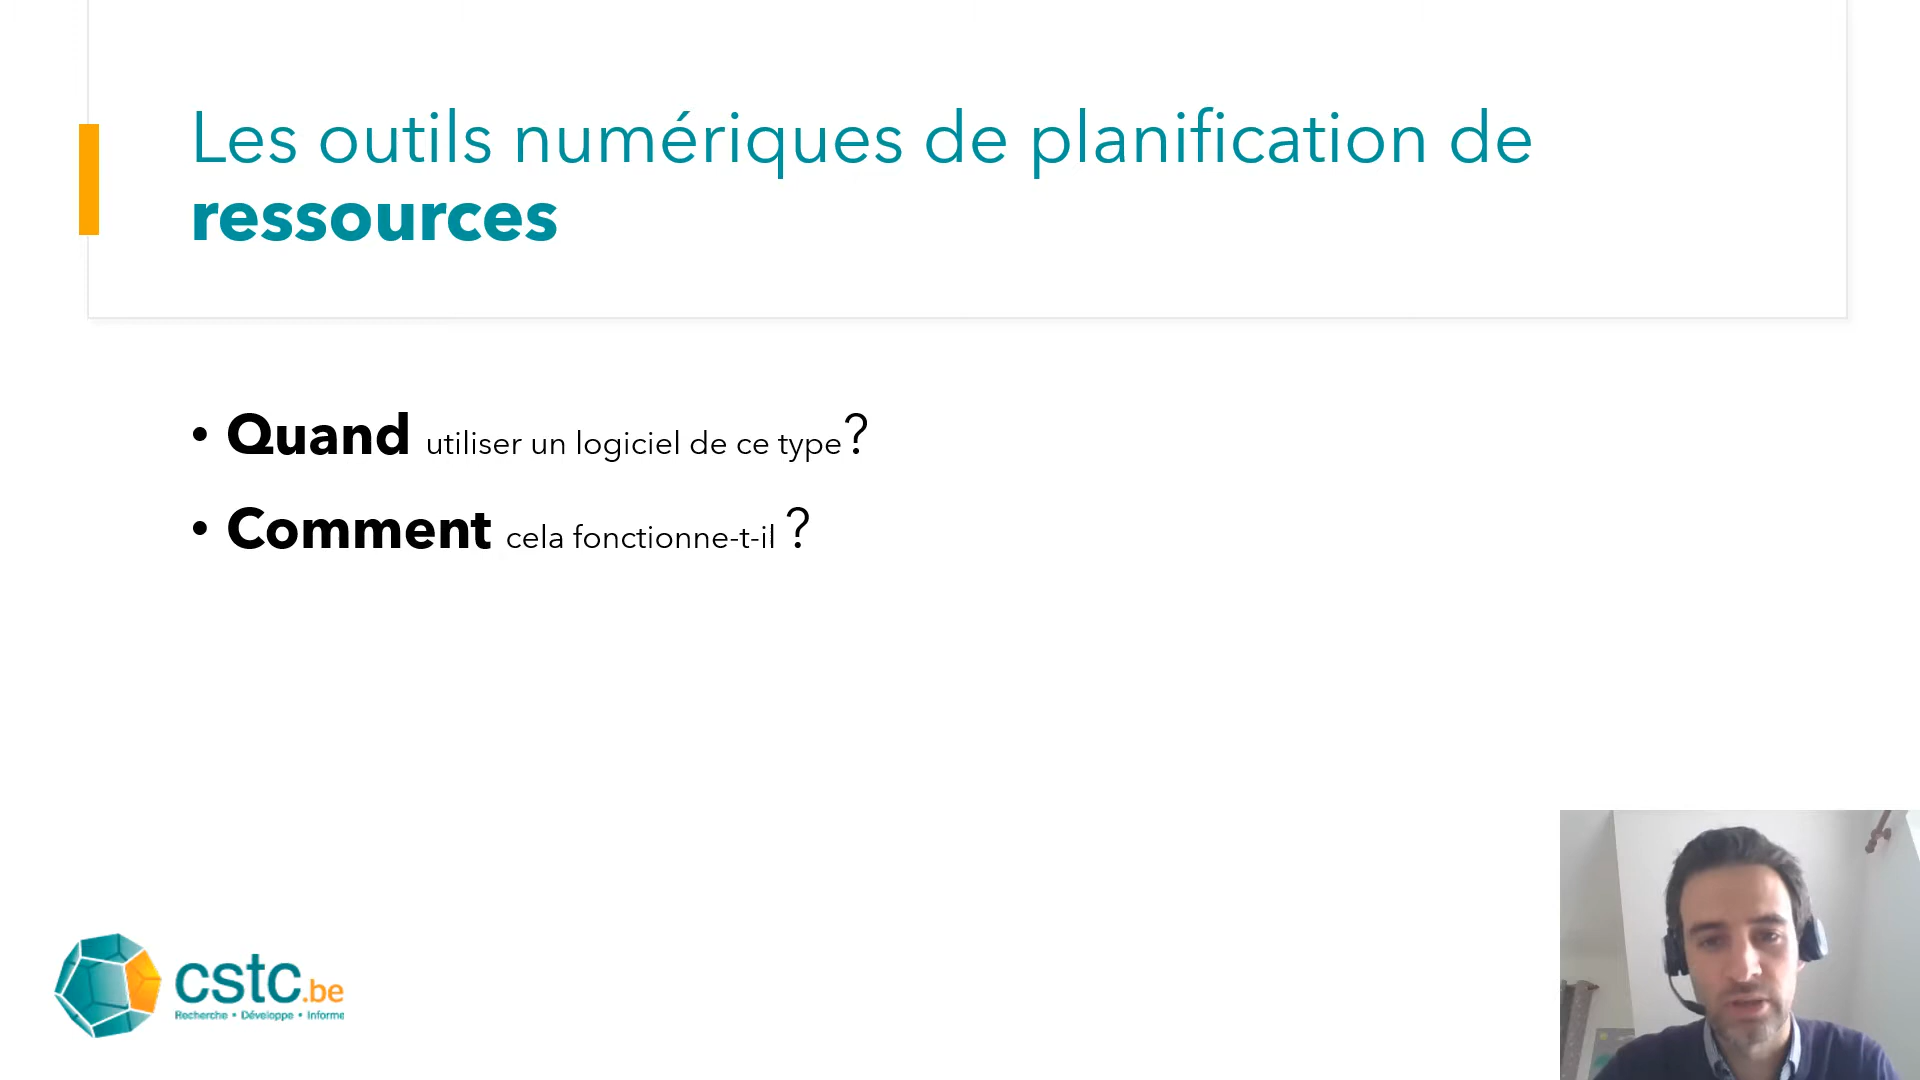 Les outils numériques de planification de
ressources
• Quand utiliser un logiciel de ce type?
• Comment cela fonctionne-t-il ?
cstc.be
Recherche • Développe • Informe